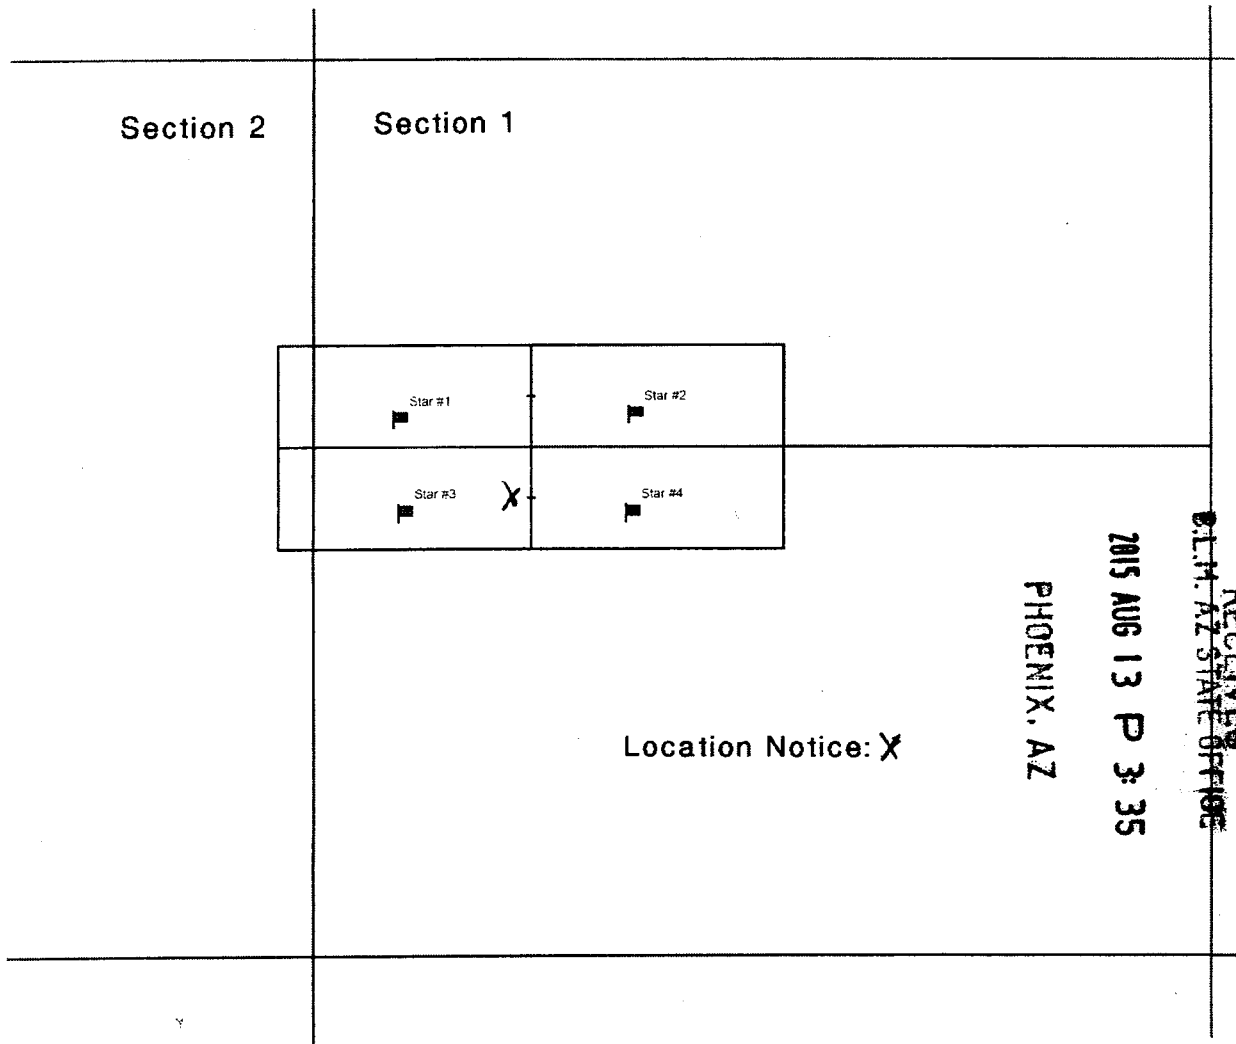 Section 2
Section 1
Star #1
Star #2
Star #3
X
Star #4
Location Notice: X
RECEIVED
B.L.M. AZ STATE OFFICE
2015 AUG 13 P 3:35
PHOENIX, AZ